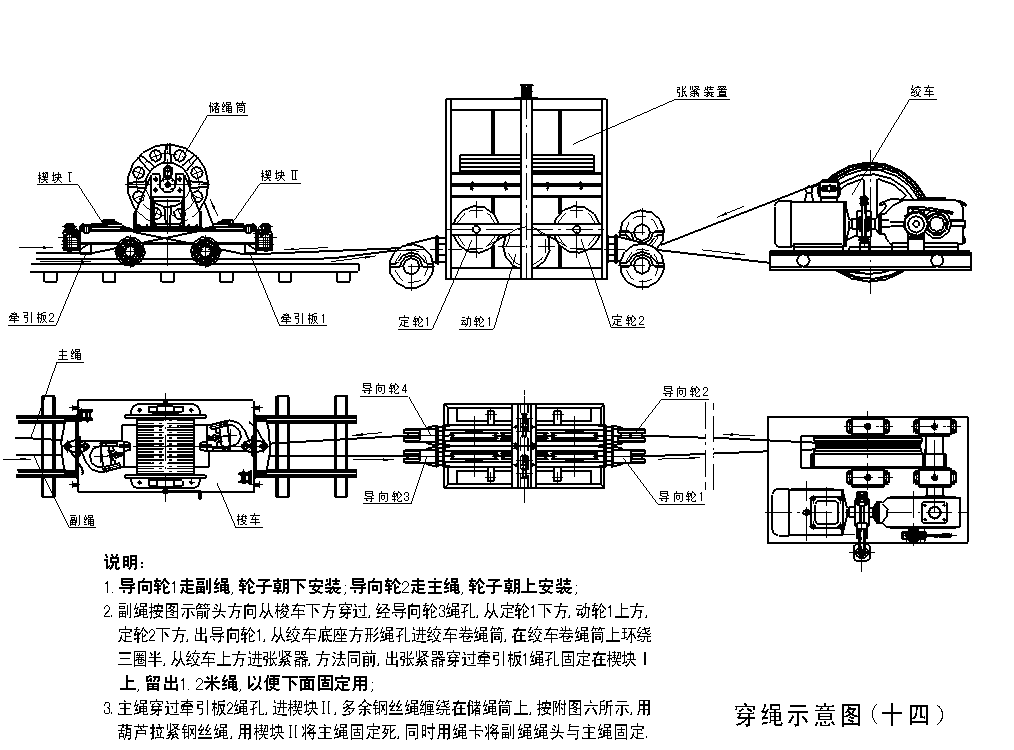 储绳筒
张紧装置
绞车
楔块Ⅰ
楔块Ⅱ
牵引板2
牵引板1
定轮1
动轮1
定轮2
主绳
导向轮4
导向轮2
副绳
梭车
导向轮3
导向轮1
说明:
1.导向轮1走副绳,轮子朝下安装;导向轮2走主绳,轮子朝上安装;
2.副绳按图示箭头方向从梭车下方穿过,经导向轮3绳孔,从定轮1下方,动轮1上方,
定轮2下方,出导向轮1,从绞车底座方形绳孔进绞车卷绳筒,在绞车卷绳筒上环绕
三圈半,从绞车上方进张紧器,方法同前,出张紧器穿过牵引板1绳孔固定在楔块Ⅰ
上,留出1.2米绳,以便下面固定用;
3.主绳穿过牵引板2绳孔,进楔块Ⅱ,多余钢丝绳缠绕在储绳筒上,按附图六所示,用
葫芦拉紧钢丝绳,用楔块Ⅱ将主绳固定死,同时用绳卡将副绳绳头与主绳固定.
穿绳示意图(十四)